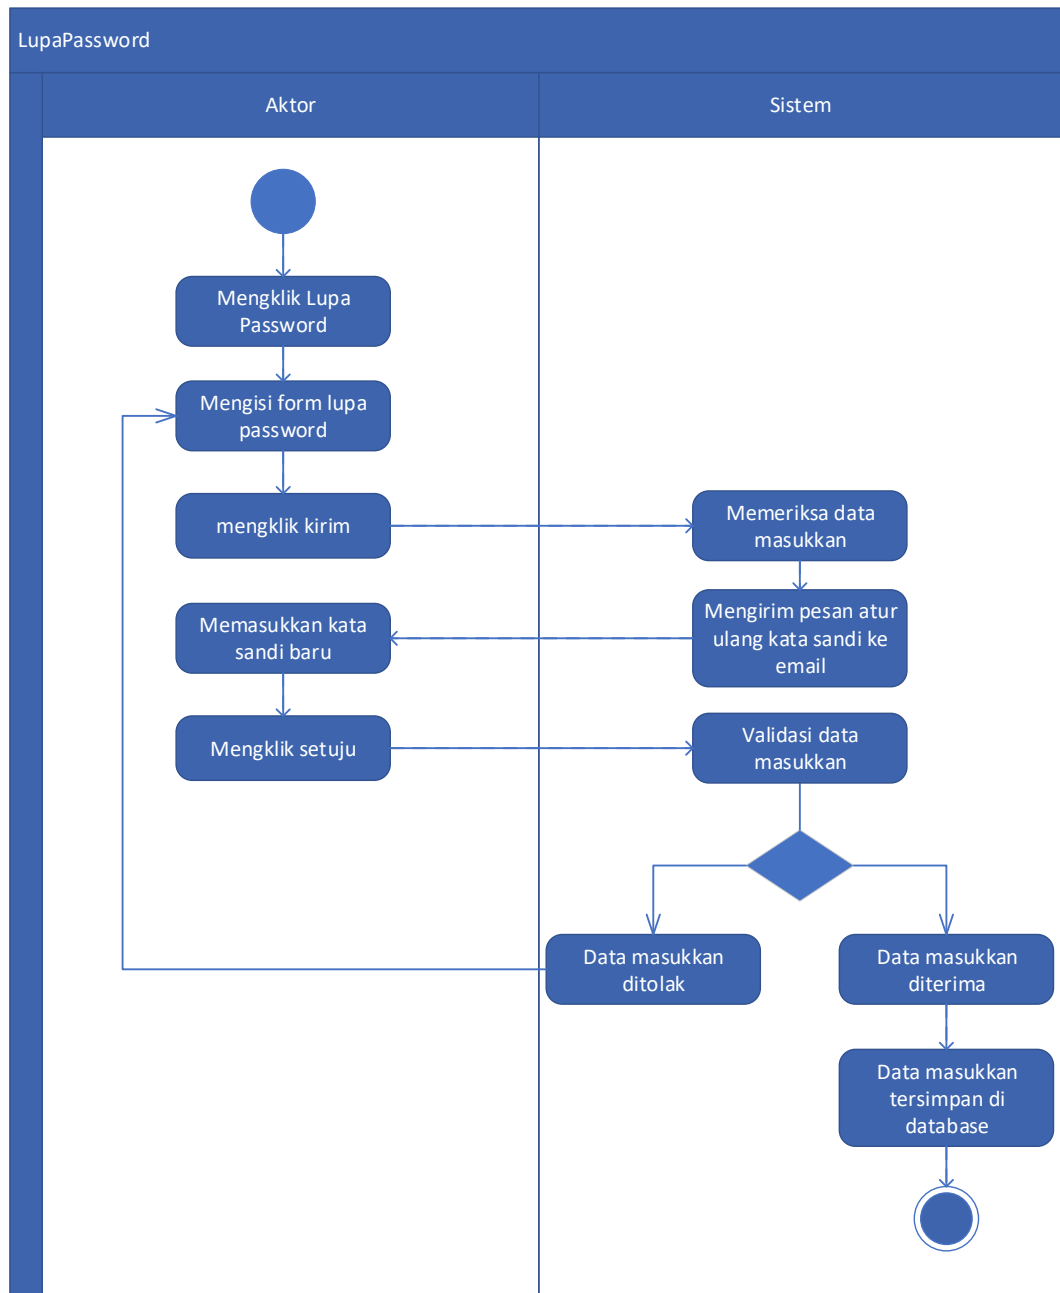 LupaPassword
Aktor
Sistem
Mengklik Lupa
Password
Mengisi form lupa
password
mengklik kirim
Memeriksa data
masukkan
Mengirim pesan atur
ulang kata sandi ke
email
Memasukkan kata
sandi baru
Mengklik setuju
Validasi data
masukkan
Data masukkan
ditolak
Data masukkan
diterima
Data masukkan
tersimpan di
database